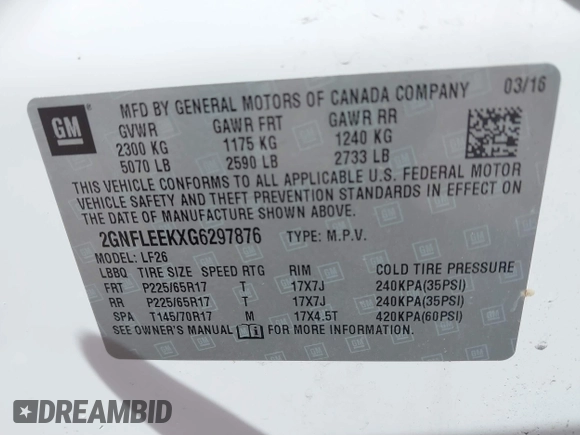 GM
MFD BY GENERAL MOTORS OF CANADA COMPANY 03/16
GVWR GAWR FRT GAWR RR
2300 KG 1175 KG 1240 KG
5070 LB 2590 LB 2733 LB
THIS VEHICLE CONFORMS TO ALL APPLICABLE U.S. FEDERAL MOTOR
VEHICLE SAFETY AND THEFT PREVENTION STANDARDS IN EFFECT ON
THE DATE OF MANUFACTURE SHOWN ABOVE.
2GNFLEEKXG6297876 TYPE: M.P.V.
MODEL: LF26
LBBQ TIRE SIZE SPEED RTG RIM COLD TIRE PRESSURE
FRT P225/65R17 T 17X7J 240KPA(35PSI)
RR P225/65R17 T 17X7J 240KPA(35PSI)
SPA T145/70R17 M 17X4.5T 420KPA(60PSI)
SEE OWNER'S MANUAL FOR MORE INFORMATION.
DREAMBID